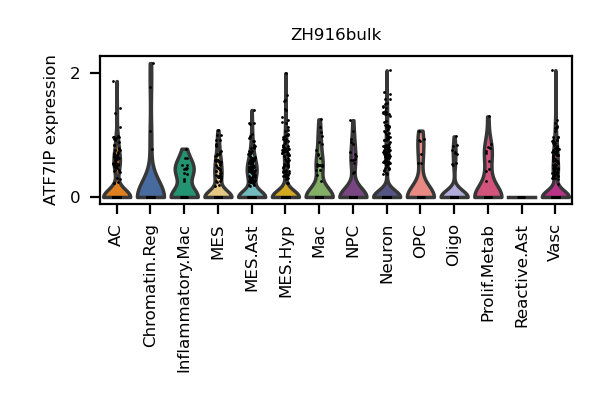 ZH916bulk
ATF7IP expression
2
0
AC
Chromatin.Reg
Inflammatory.Mac
MES
MES.Ast
MES.Hyp
Mac
NPC
Neuron
OPC
Oligo
Prolif.Metab
Reactive.Ast
Vasc